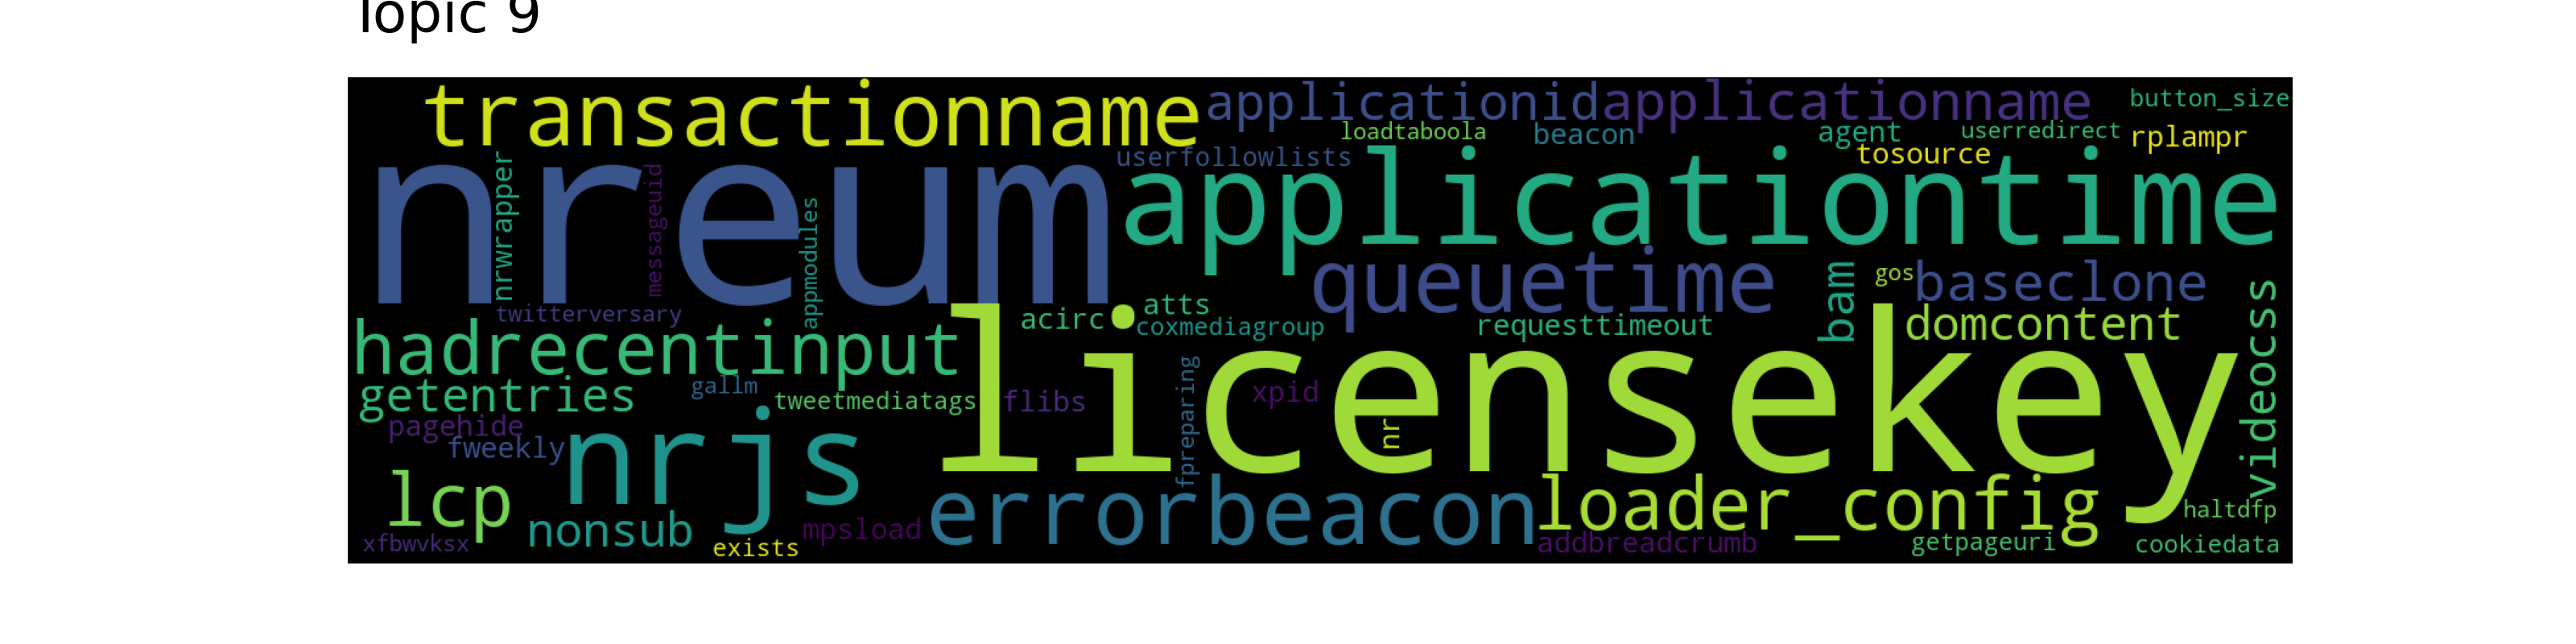 Topic 9
transactionname applicationid applicationname button_size
loadtaboola beacon agent userredirect rplampr
userfollowlists tosource
nreum applicationtime
nrwrapper messageuid appmodules
queuetime bam gos baseclone
twitterversary acirc atts coxmediagroup requesttimeout domcontent
hadrecentinput licensekey videocss
getentries gallm tweetmediatags flibs fpreparing xpid nr
pagehide fweekly nrjs
lcp nonsub mpsload errorbeacon loader_config haltdfp
xfbwvksx exists addbreadcrumb getpageuri cookiedata